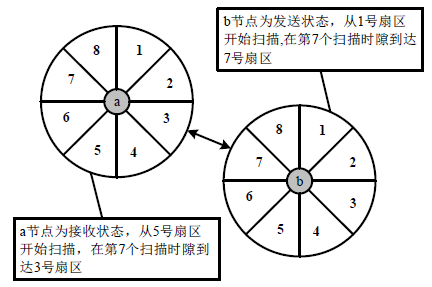 b节点为发送状态，从1号扇区
开始扫描,在第7个扫描时隙到达
7号扇区
8 1
7 2
6 3
5 4
a
8 1
7 2
6 3
5 4
b
a节点为接收状态，从5号扇区
开始扫描，在第7个扫描时隙到
达3号扇区